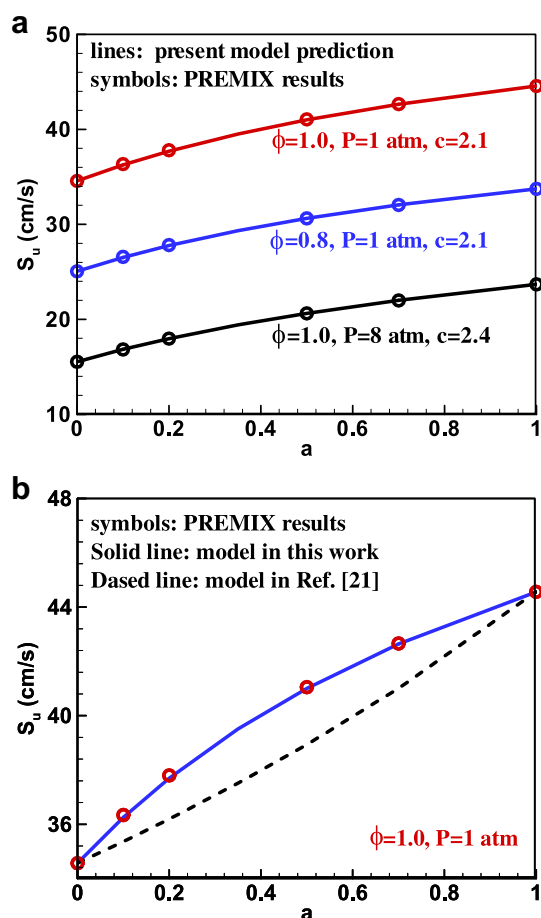 a
50
lines: present model prediction
symbols: PREMIX results
40
ϕ=1.0, P=1 atm, c=2.1
S_u (cm/s)
30
ϕ=0.8, P=1 atm, c=2.1
20
ϕ=1.0, P=8 atm, c=2.4
10
0 0.2 0.4 0.6 0.8 1
a
b
48
symbols: PREMIX results
Solid line: model in this work
Dased line: model in Ref. [21]
44
S_u (cm/s)
40
36
ϕ=1.0, P=1 atm
0 0.2 0.4 0.6 0.8 1
a